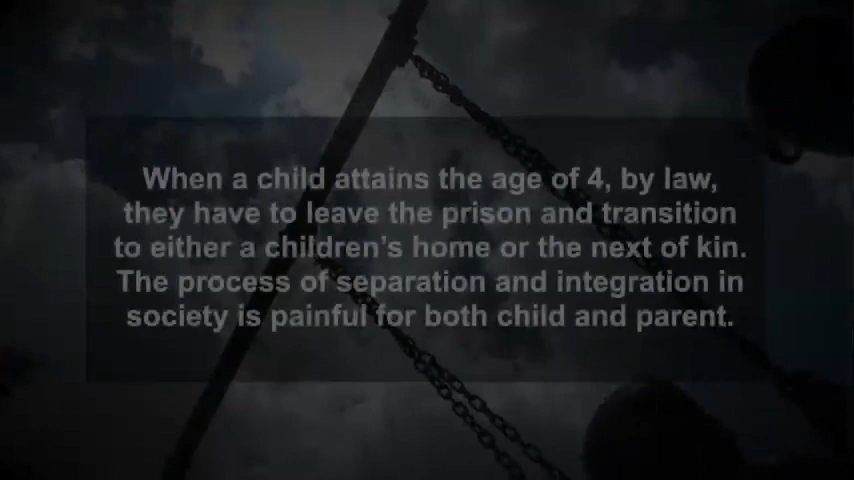 When a child attains the age of 4, by law,
they have to leave the prison and transition
to either a children's home or the next of kin.
The process of separation and integration in
society is painful for both child and parent.